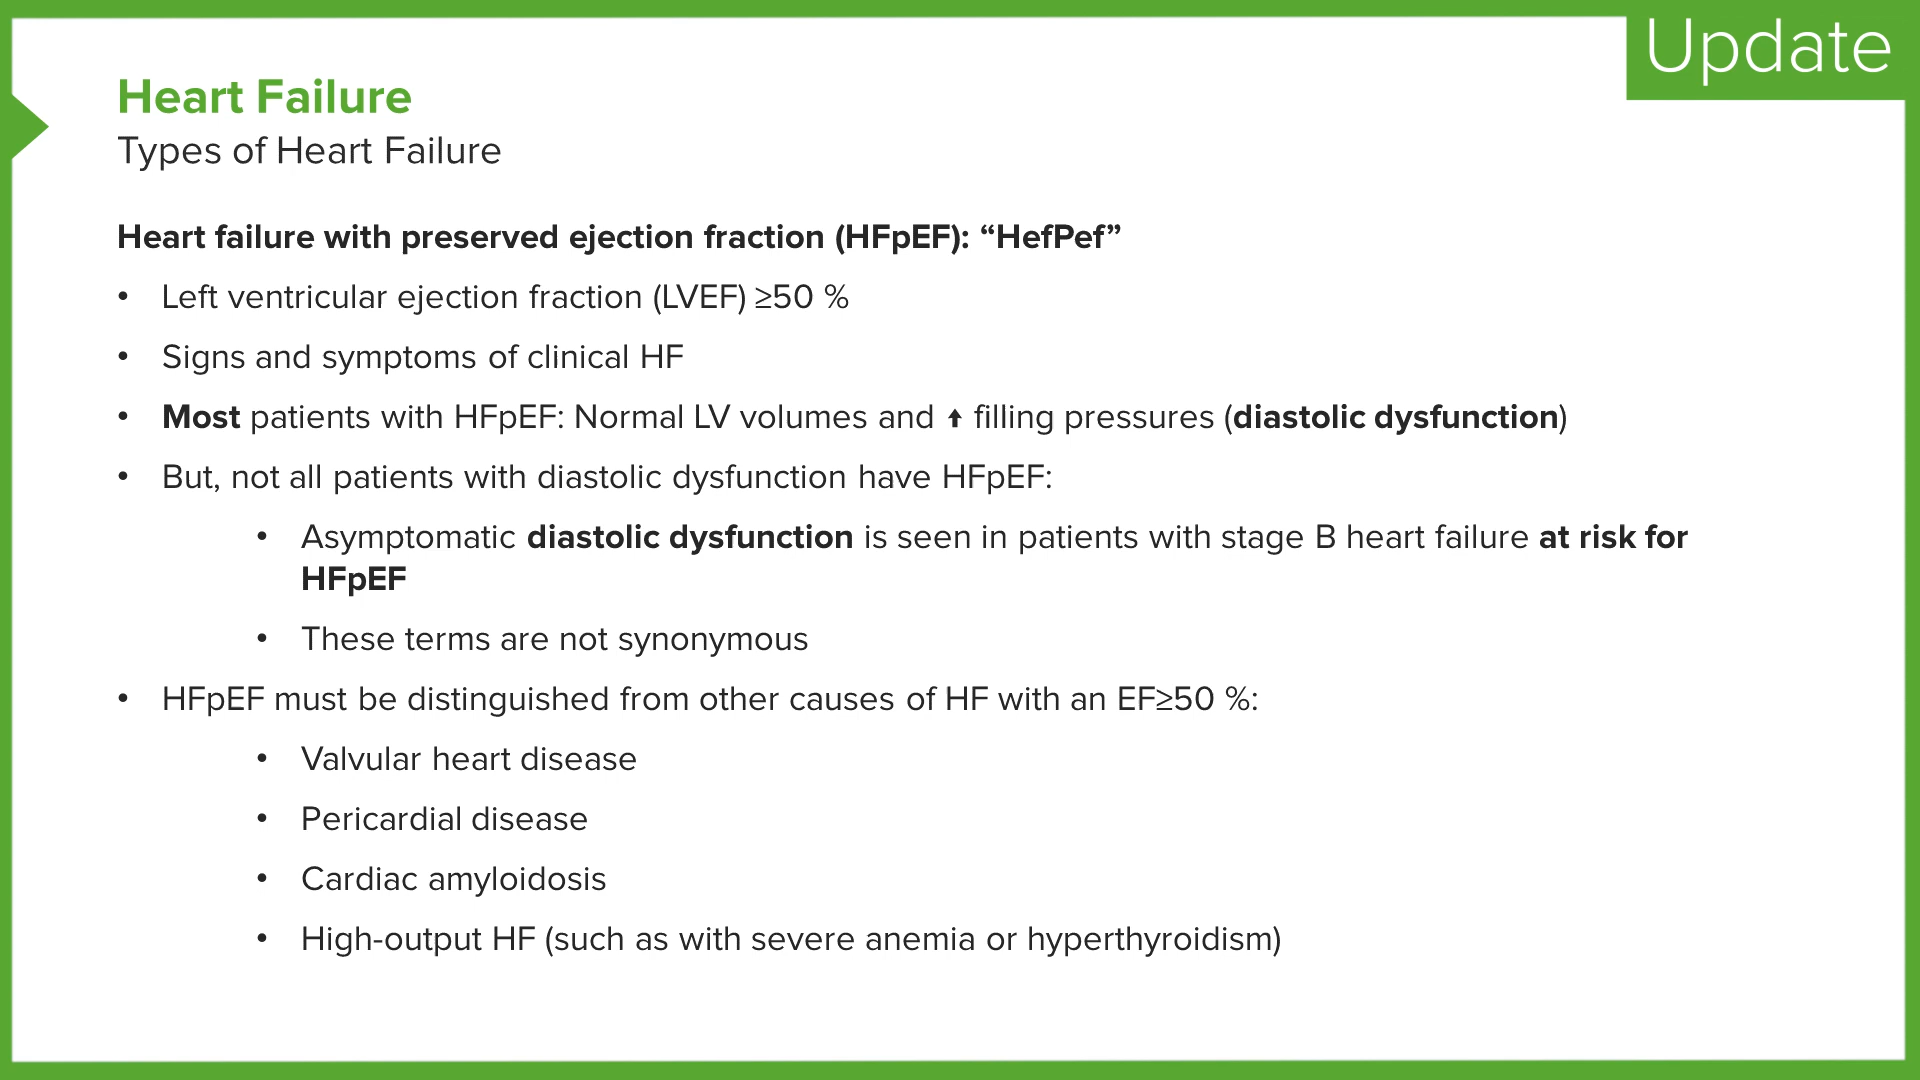 Update
Heart Failure
Types of Heart Failure
Heart failure with preserved ejection fraction (HFpEF): “HefPef”
• Left ventricular ejection fraction (LVEF) ≥50 %
• Signs and symptoms of clinical HF
• Most patients with HFpEF: Normal LV volumes and ⬆ filling pressures (diastolic dysfunction)
• But, not all patients with diastolic dysfunction have HFpEF:
• Asymptomatic diastolic dysfunction is seen in patients with stage B heart failure at risk for
HFpEF
• These terms are not synonymous
• HFpEF must be distinguished from other causes of HF with an EF≥50 %:
• Valvular heart disease
• Pericardial disease
• Cardiac amyloidosis
• High-output HF (such as with severe anemia or hyperthyroidism)